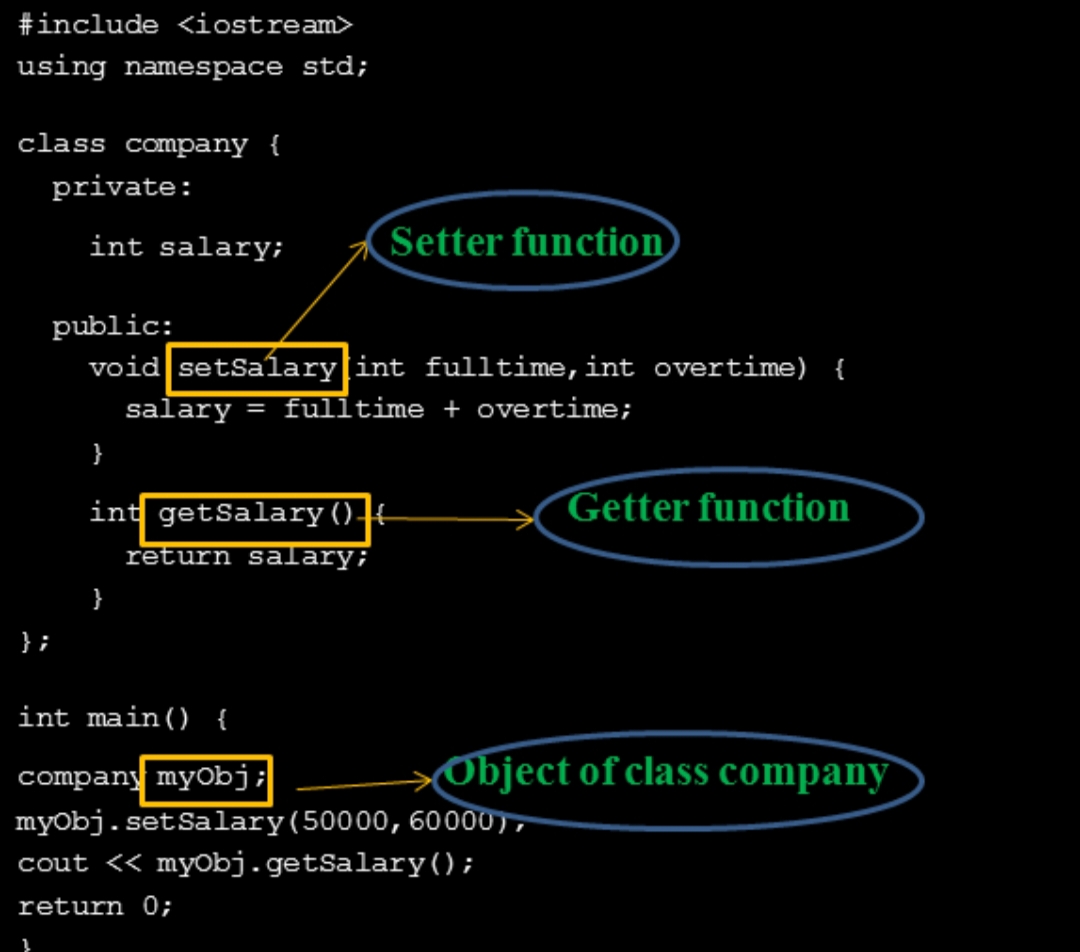 #include <iostream>
using namespace std;
class company {
private:
int salary;
Setter function
public:
void setSalary(int fulltime,int overtime) {
salary = fulltime + overtime;
}
int getSalary() {
Getter function
return salary;
}
};
int main() {
company myObj;
Object of class company
myObj.setSalary(50000,60000);
cout << myObj.getSalary();
return 0;
}